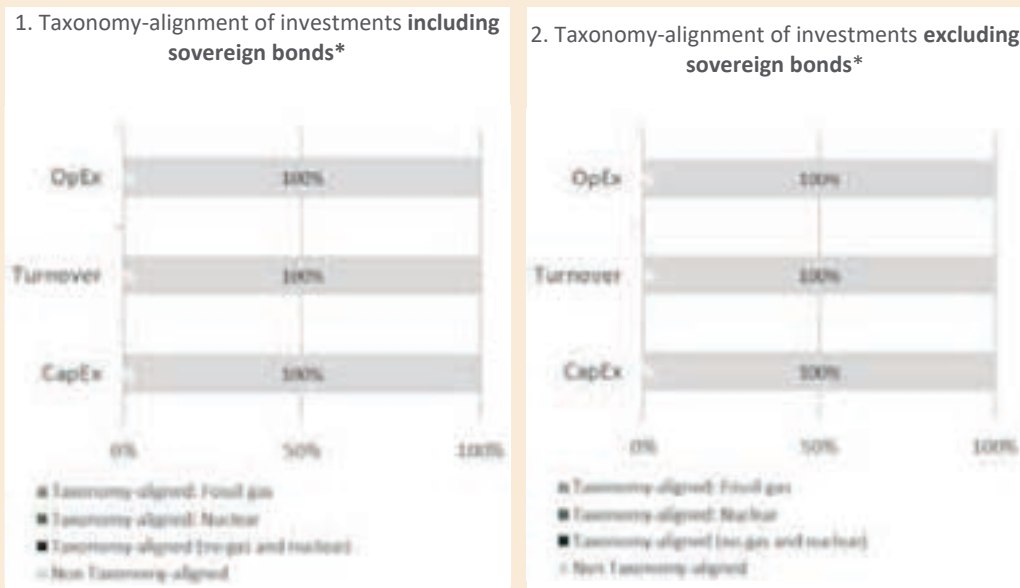 1. Taxonomy-alignment of investments including
sovereign bonds*
OpEx
100%
Turnover
100%
CapEx
100%
0%
50%
100%
Taxonomy-aligned: Fossil gas
Taxonomy-aligned: Nuclear
Taxonomy-aligned (no gas and nuclear)
Non Taxonomy-aligned
2. Taxonomy-alignment of investments excluding
sovereign bonds*
OpEx
100%
Turnover
100%
CapEx
100%
0%
50%
100%
Taxonomy-aligned: Fossil gas
Taxonomy-aligned: Nuclear
Taxonomy-aligned (no gas and nuclear)
Non Taxonomy-aligned